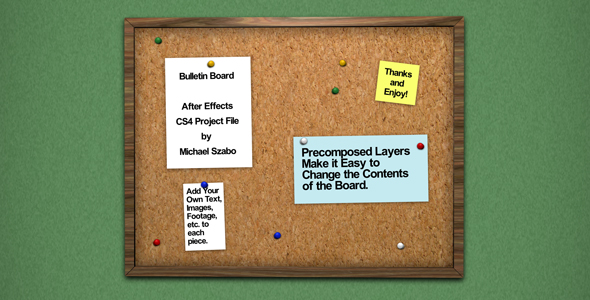 Bulletin Board
After Effects
CS4 Project File
by
Michael Szabo
Thanks
and
Enjoy!
Precomposed Layers
Make it Easy to
Change the Contents
of the Board.
Add Your
Own Text,
Images,
Footage,
etc. to
each
piece.